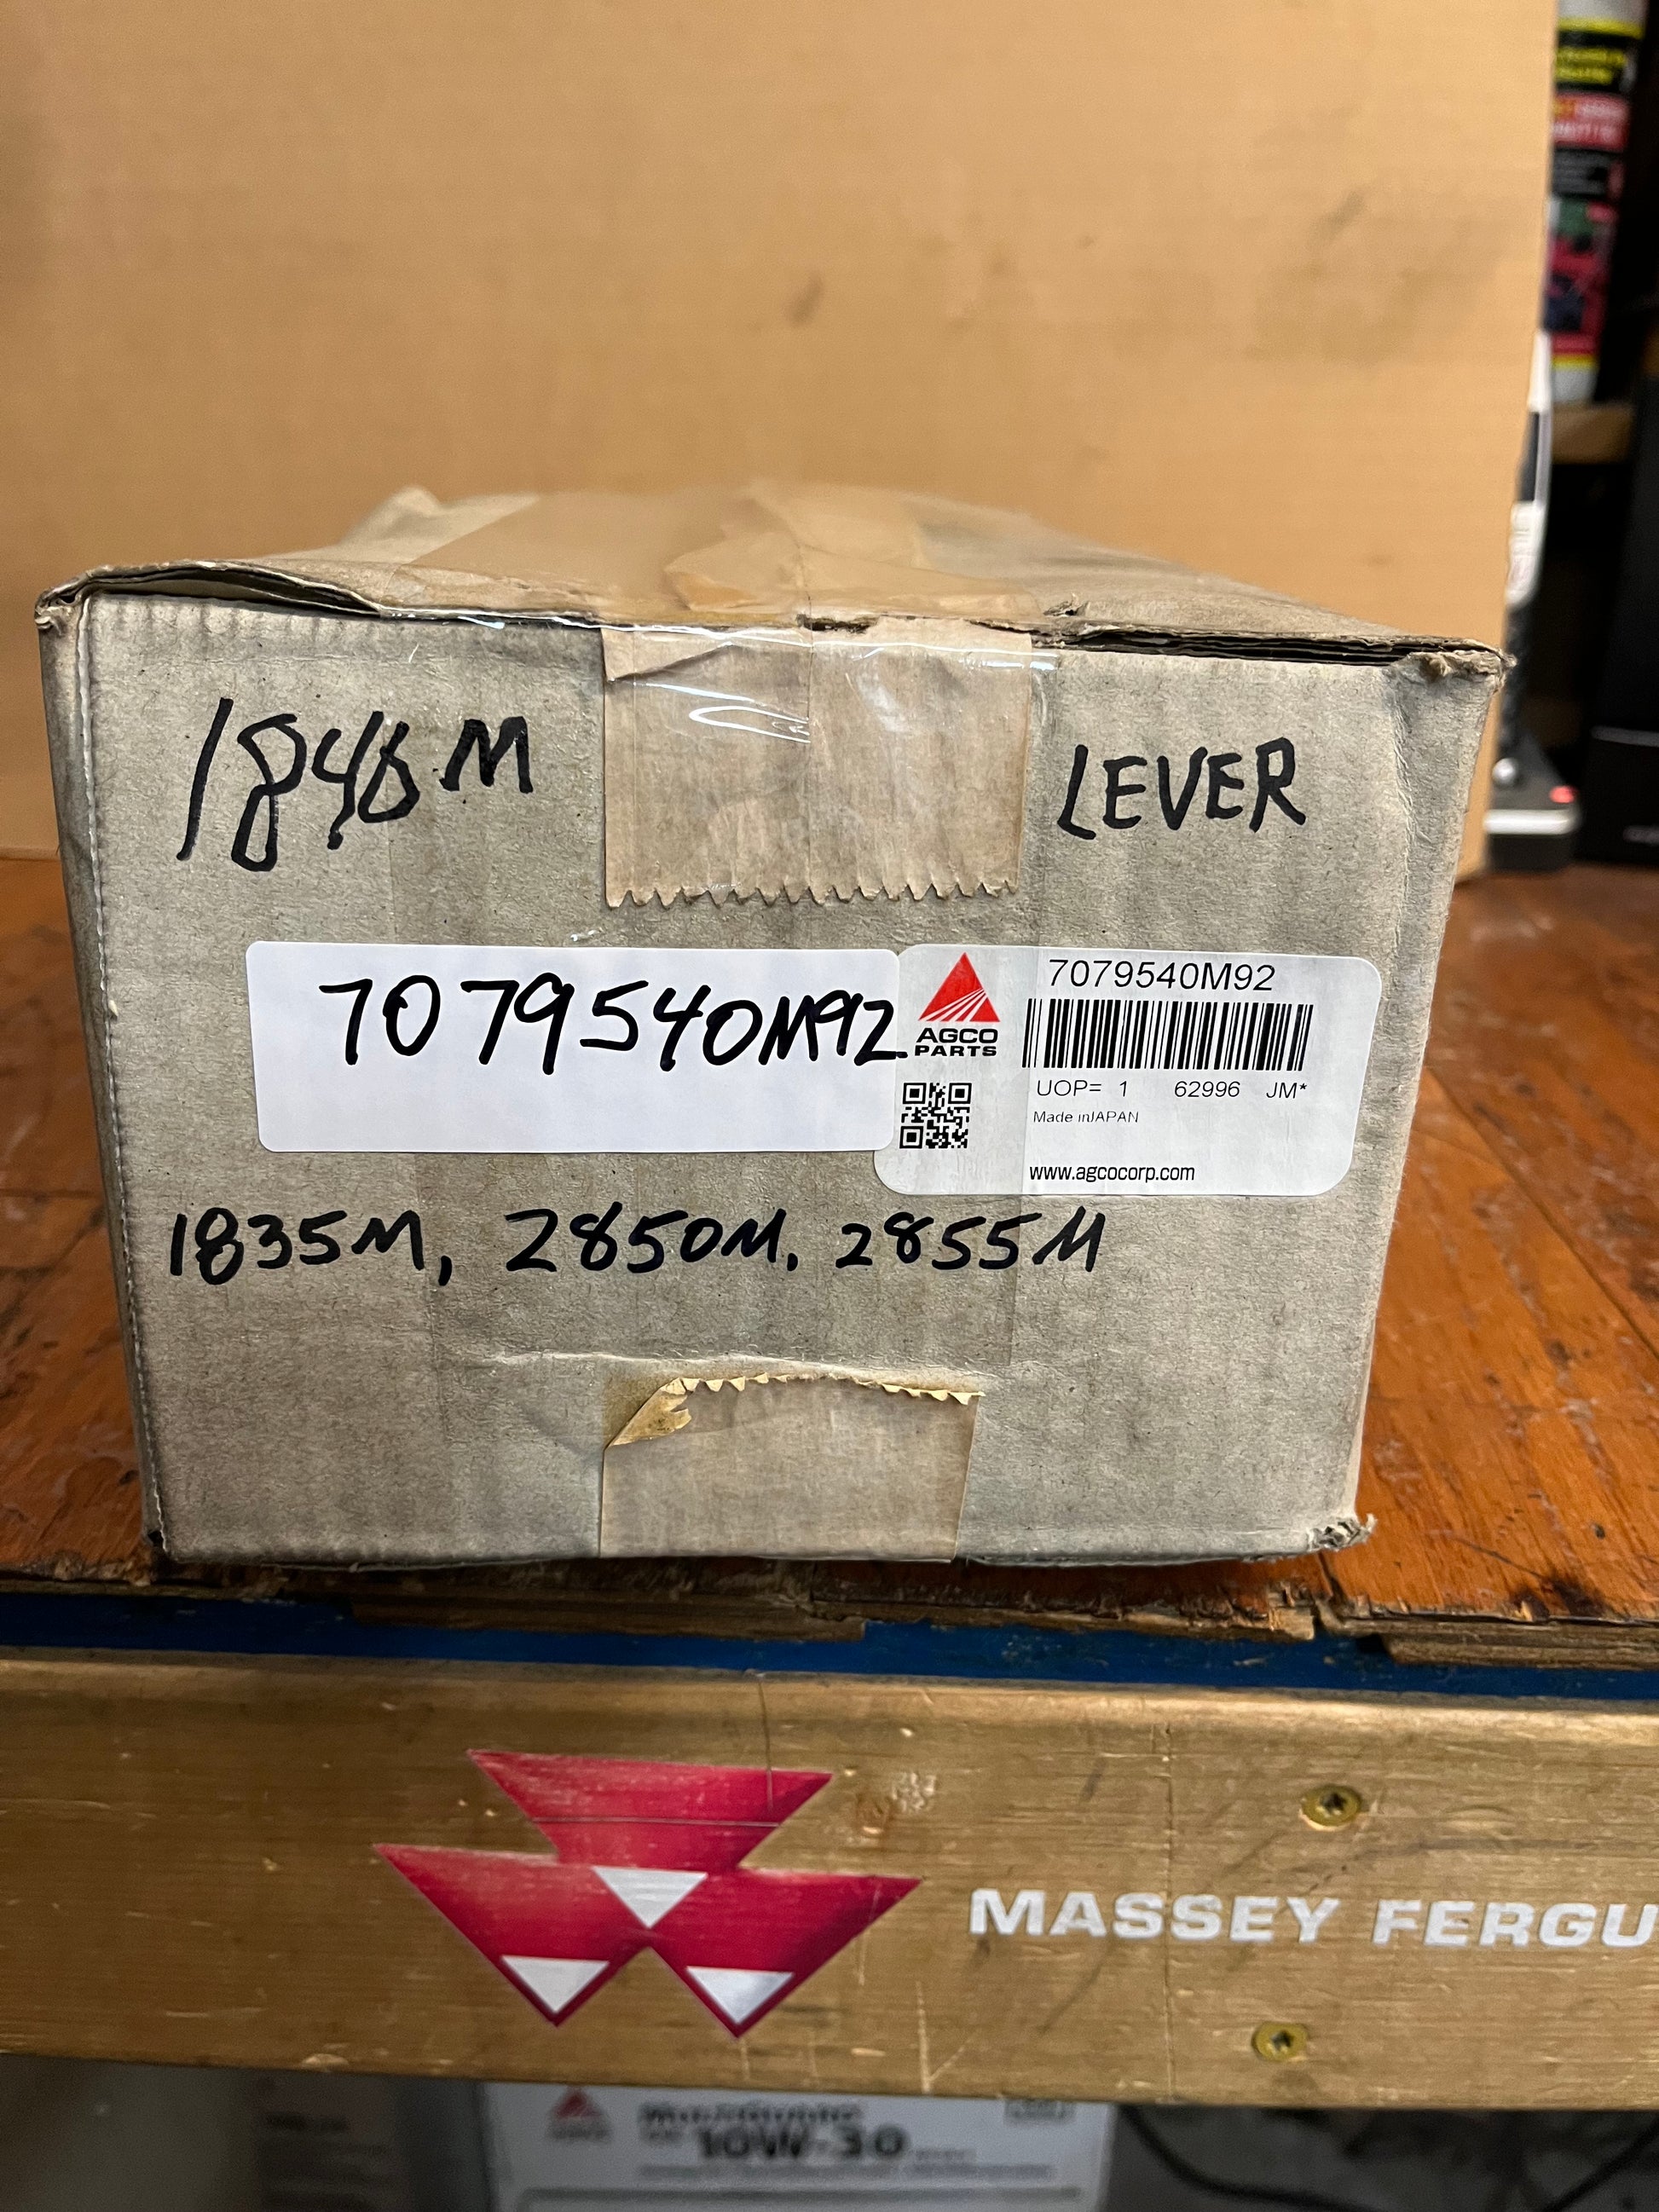 1840M
LEVER
7079540M92
AGCO
PARTS
7079540M92
UOP= 1 62996 JM*
Made inJAPAN
www.agcocorp.com
1835M, 2850M, 2855M
MASSEY FERGU
10W-30